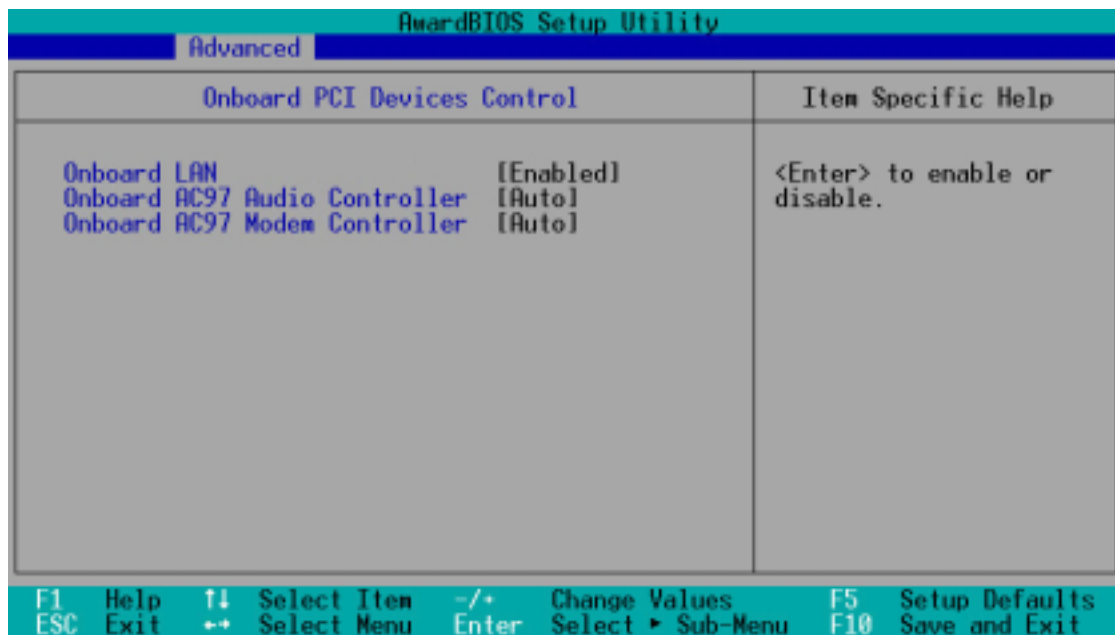 AwardBIOS Setup Utility
Advanced
Onboard PCI Devices Control
Item Specific Help
Onboard LAN [Enabled]
Onboard AC97 Audio Controller [Auto]
Onboard AC97 Modem Controller [Auto]
<Enter> to enable or
disable.
F1 Help ↑↓ Select Item -/+ Change Values F5 Setup Defaults
ESC Exit ←→ Select Menu Enter Select ► Sub-Menu F10 Save and Exit